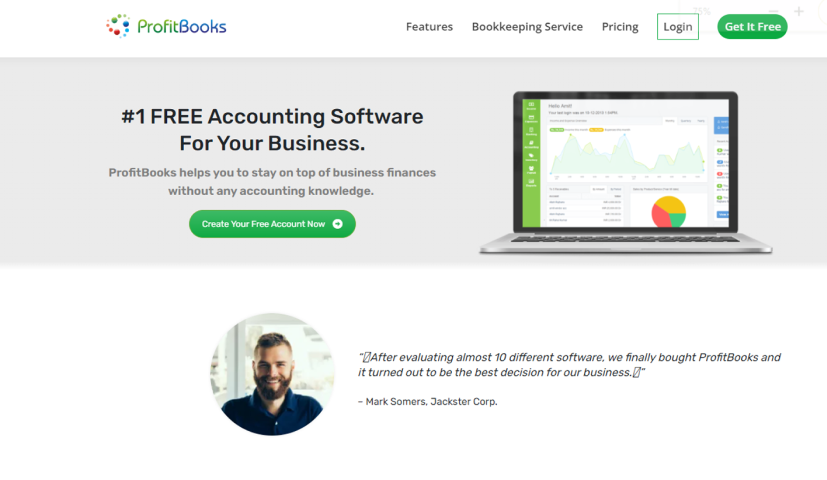 ProfitBooks
Features Bookkeeping Service Pricing Login Get It Free
#1 FREE Accounting Software
For Your Business.
ProfitBooks helps you to stay on top of business finances
without any accounting knowledge.
Create Your Free Account Now
"After evaluating almost 10 different software, we finally bought ProfitBooks and
it turned out to be the best decision for our business."
– Mark Somers, Jackster Corp.